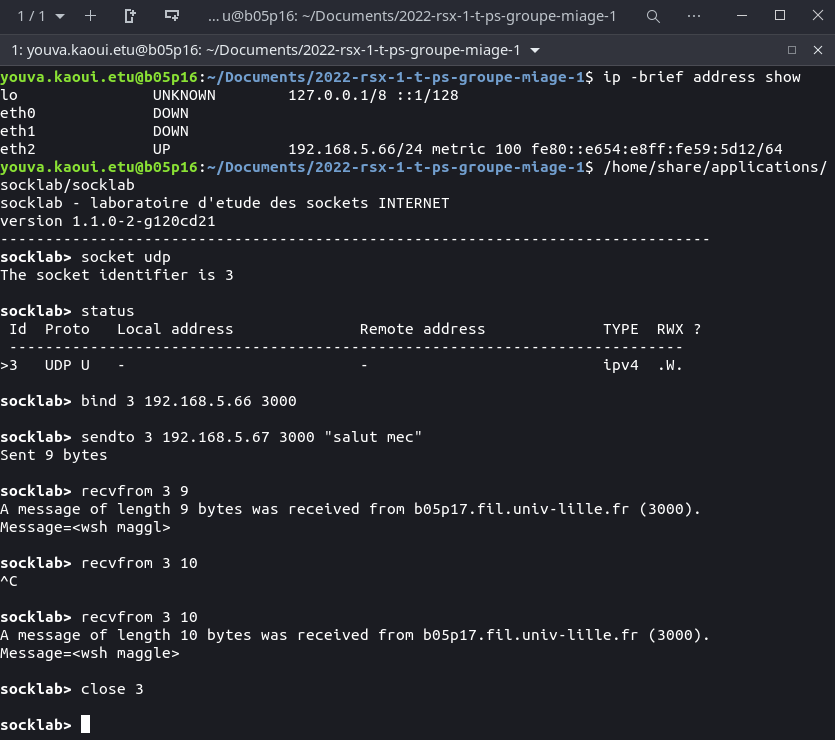 1 / 1 …u@b05p16: ~/Documents/2022-rsx-1-t-ps-groupe-miage-1
1: youva.kaoui.etu@b05p16: ~/Documents/2022-rsx-1-t-ps-groupe-miage-1
youva.kaoui.etu@b05p16:~/Documents/2022-rsx-1-t-ps-groupe-miage-1$ ip -brief address show
lo               UNKNOWN        127.0.0.1/8 ::1/128
eth0             DOWN
eth1             DOWN
eth2             UP             192.168.5.66/24 metric 100 fe80::e654:e8ff:fe59:5d12/64
youva.kaoui.etu@b05p16:~/Documents/2022-rsx-1-t-ps-groupe-miage-1$ /home/share/applications/
socklab/socklab
socklab - laboratoire d'etude des sockets INTERNET
version 1.1.0-2-g120cd21
-------------------------------------------------------------------------------
socklab> socket udp
The socket identifier is 3
socklab> status
 Id  Proto   Local address              Remote address             TYPE  RWX ?
 ---------------------------------------------------------------------------
>3   UDP U   -                          -                          ipv4  .W.
socklab> bind 3 192.168.5.66 3000
socklab> sendto 3 192.168.5.67 3000 "salut mec"
Sent 9 bytes
socklab> recvfrom 3 9
A message of length 9 bytes was received from b05p17.fil.univ-lille.fr (3000).
Message=<wsh maggl>
socklab> recvfrom 3 10
^C
socklab> recvfrom 3 10
A message of length 10 bytes was received from b05p17.fil.univ-lille.fr (3000).
Message=<wsh maggle>
socklab> close 3
socklab>